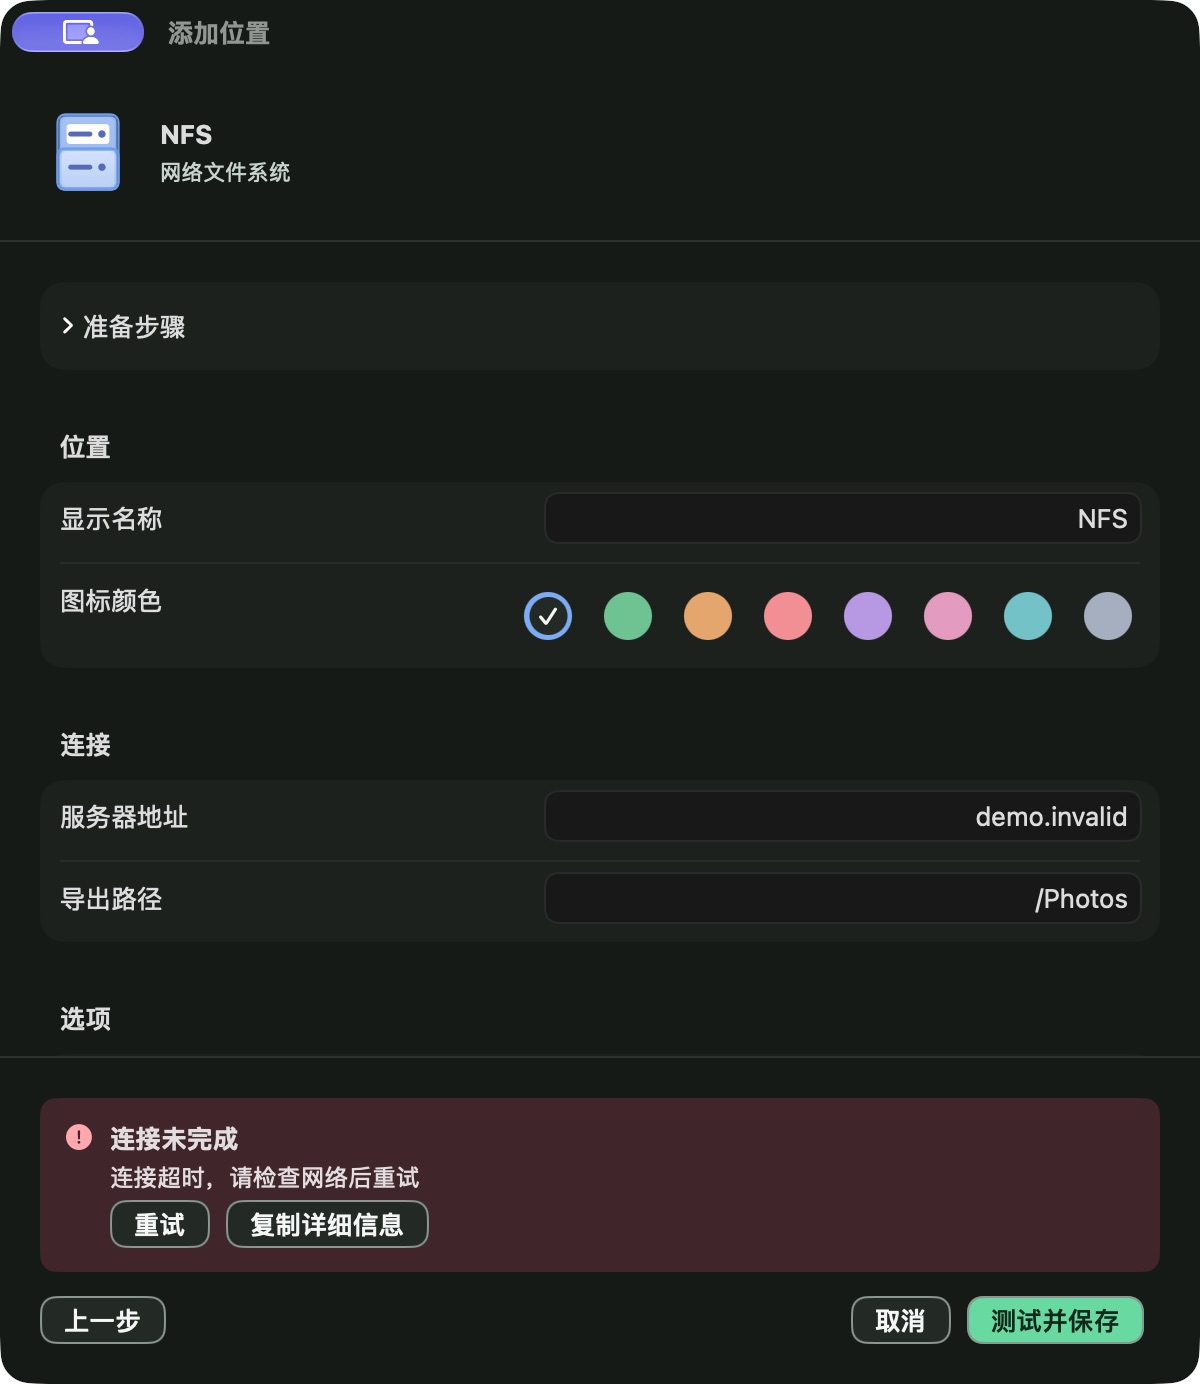 添加位置
NFS
网络文件系统
准备步骤
位置
显示名称
NFS
图标颜色
连接
服务器地址
demo.invalid
导出路径
/Photos
选项
连接未完成
连接超时，请检查网络后重试
重试
复制详细信息
上一步
取消
测试并保存